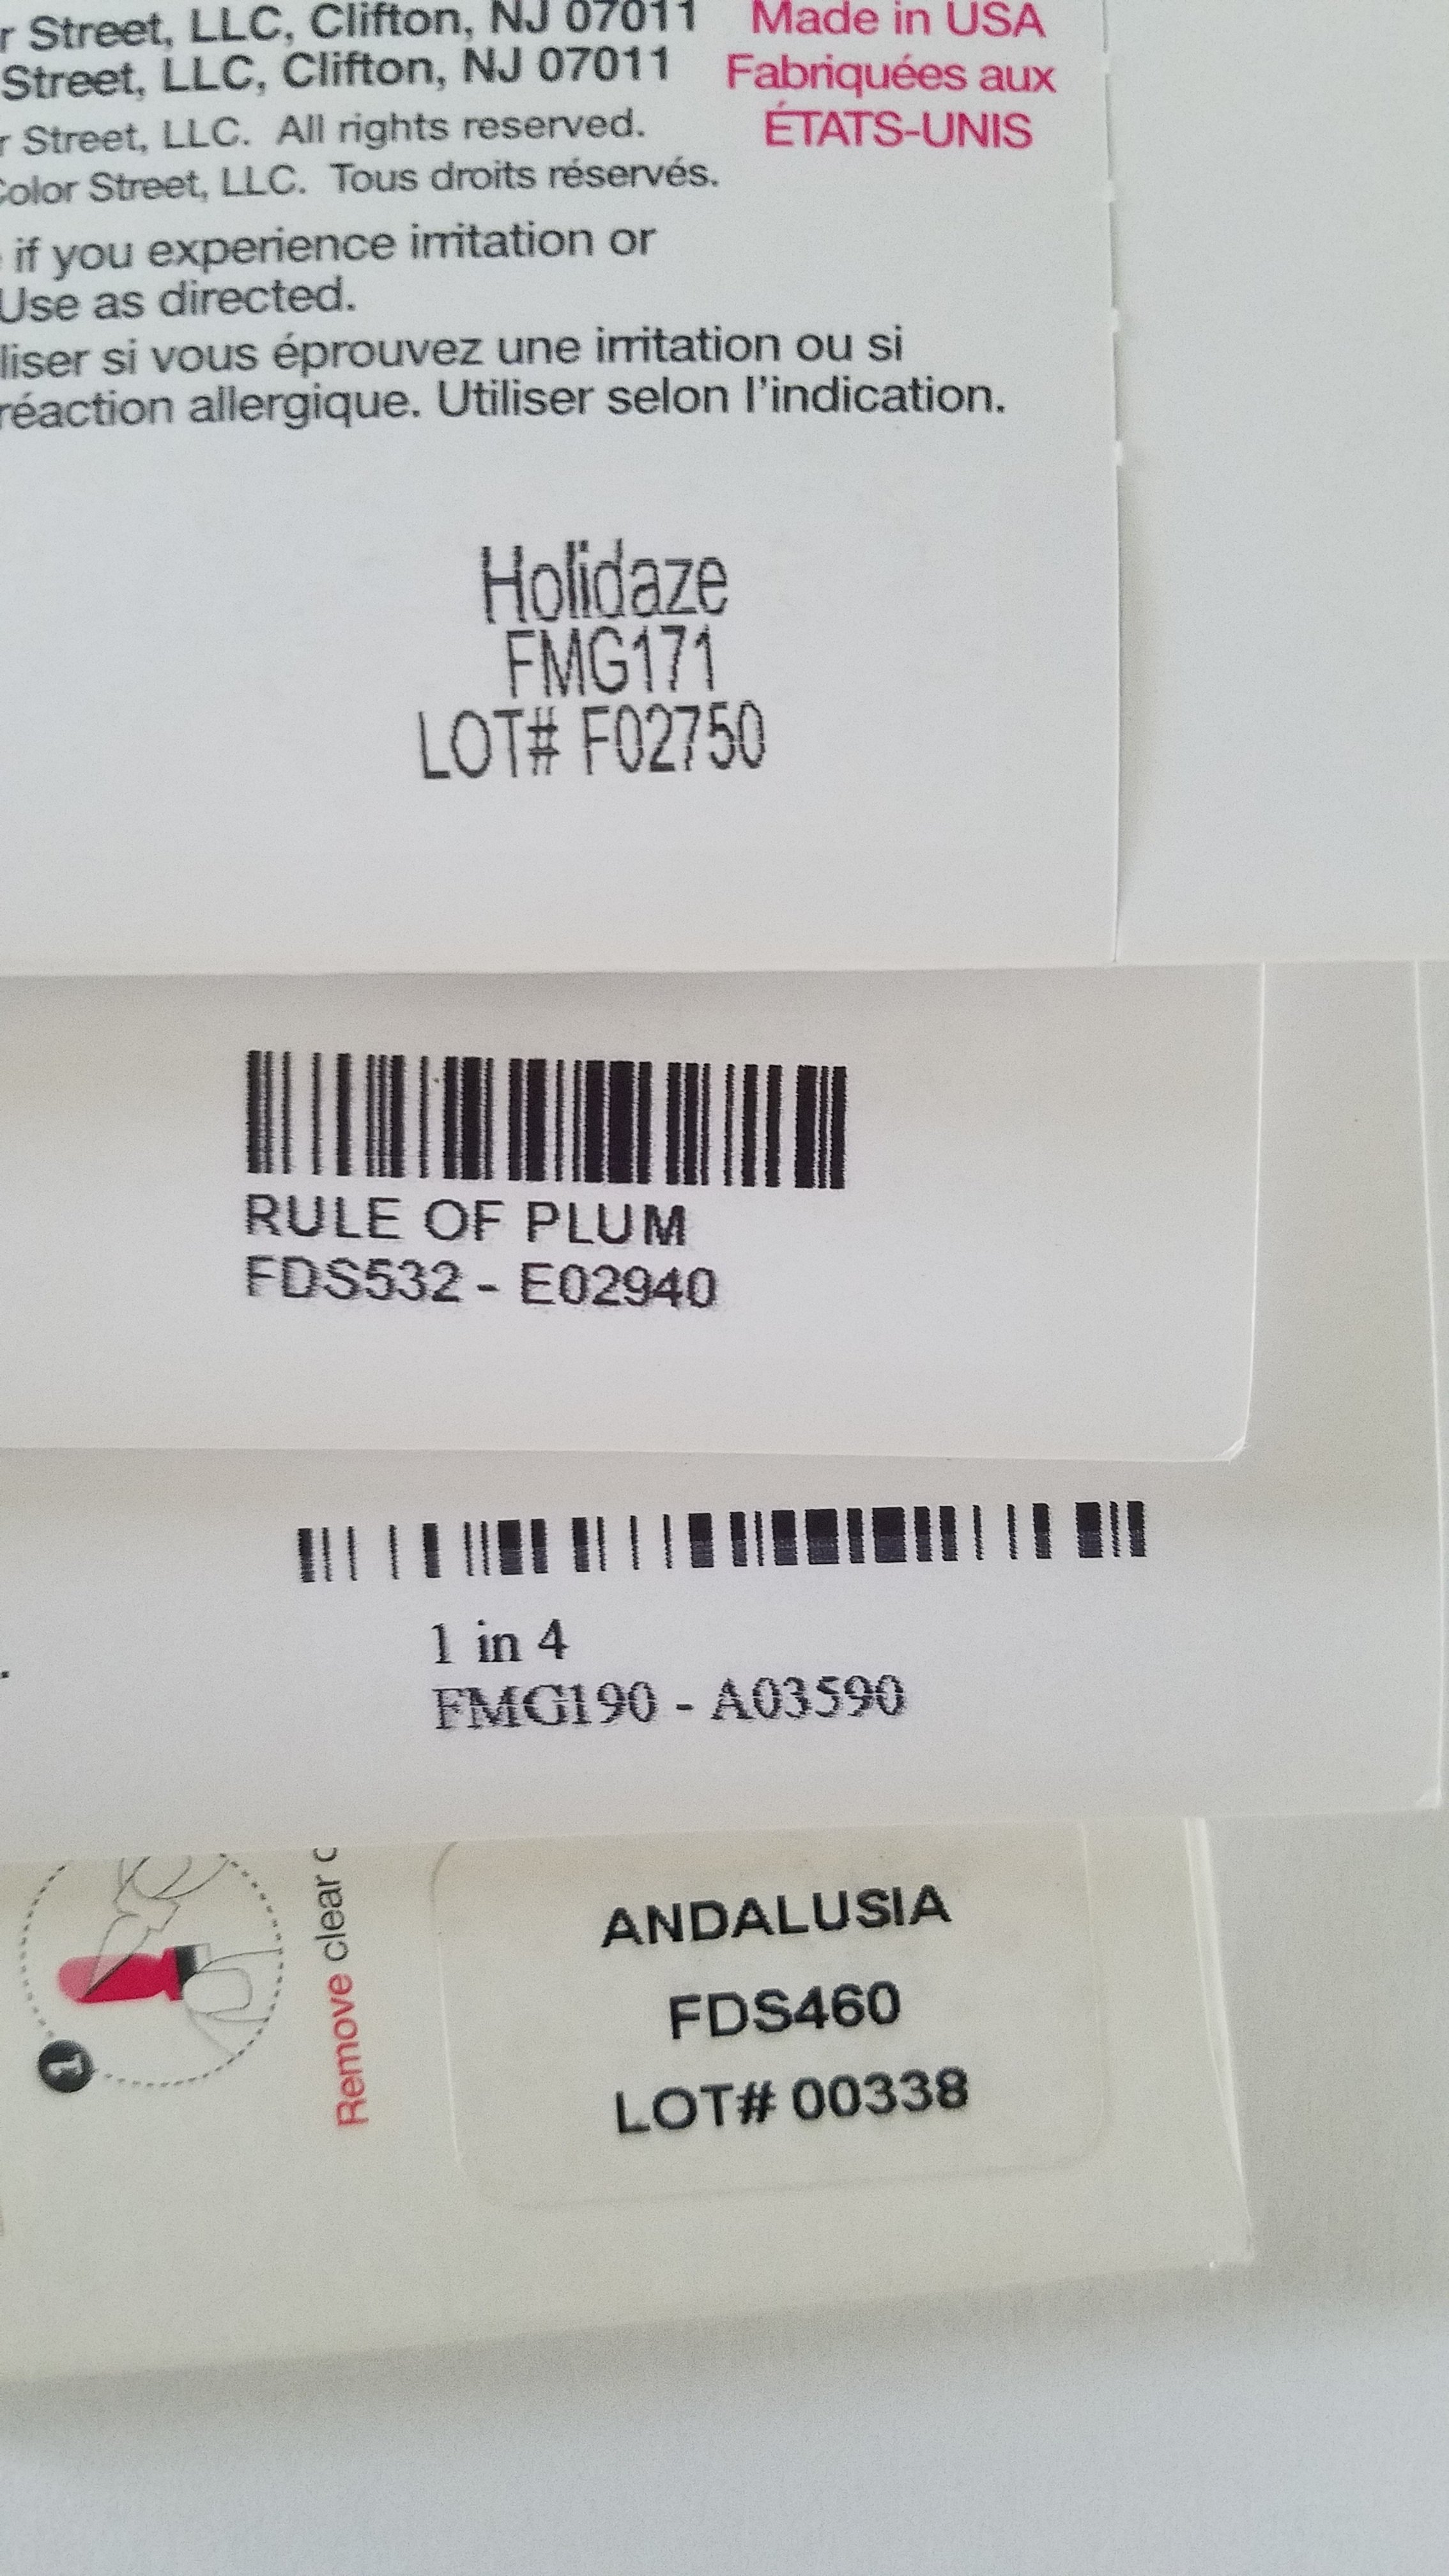 r Street, LLC, Clifton, NJ 07011
Street, LLC, Clifton, NJ 07011
r Street, LLC. All rights reserved.
Color Street, LLC. Tous droits réservés.
Made in USA
Fabriquées aux
ÉTATS-UNIS
if you experience irritation or
Use as directed.
liser si vous éprouvez une irritation ou si
réaction allergique. Utiliser selon l'indication.
Holidaze
FMG171
LOT# F02750
RULE OF PLUM
FDS532 - E02940
1 in 4
FMG190 - A03590
1
Remove clear
ANDALUSIA
FDS460
LOT# 00338